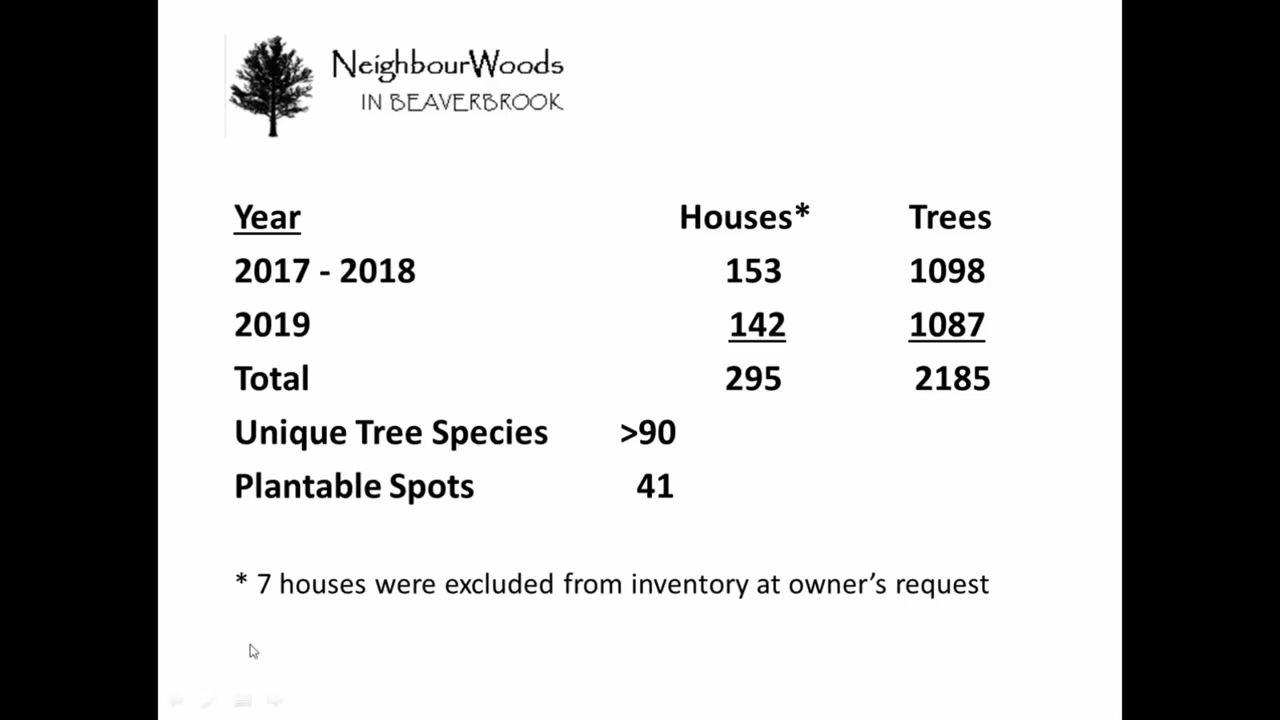 NeighbourWoods
IN BEAVERBROOK
Year Houses* Trees
2017 - 2018 153 1098
2019 142 1087
Total 295 2185
Unique Tree Species >90
Plantable Spots 41
* 7 houses were excluded from inventory at owner’s request